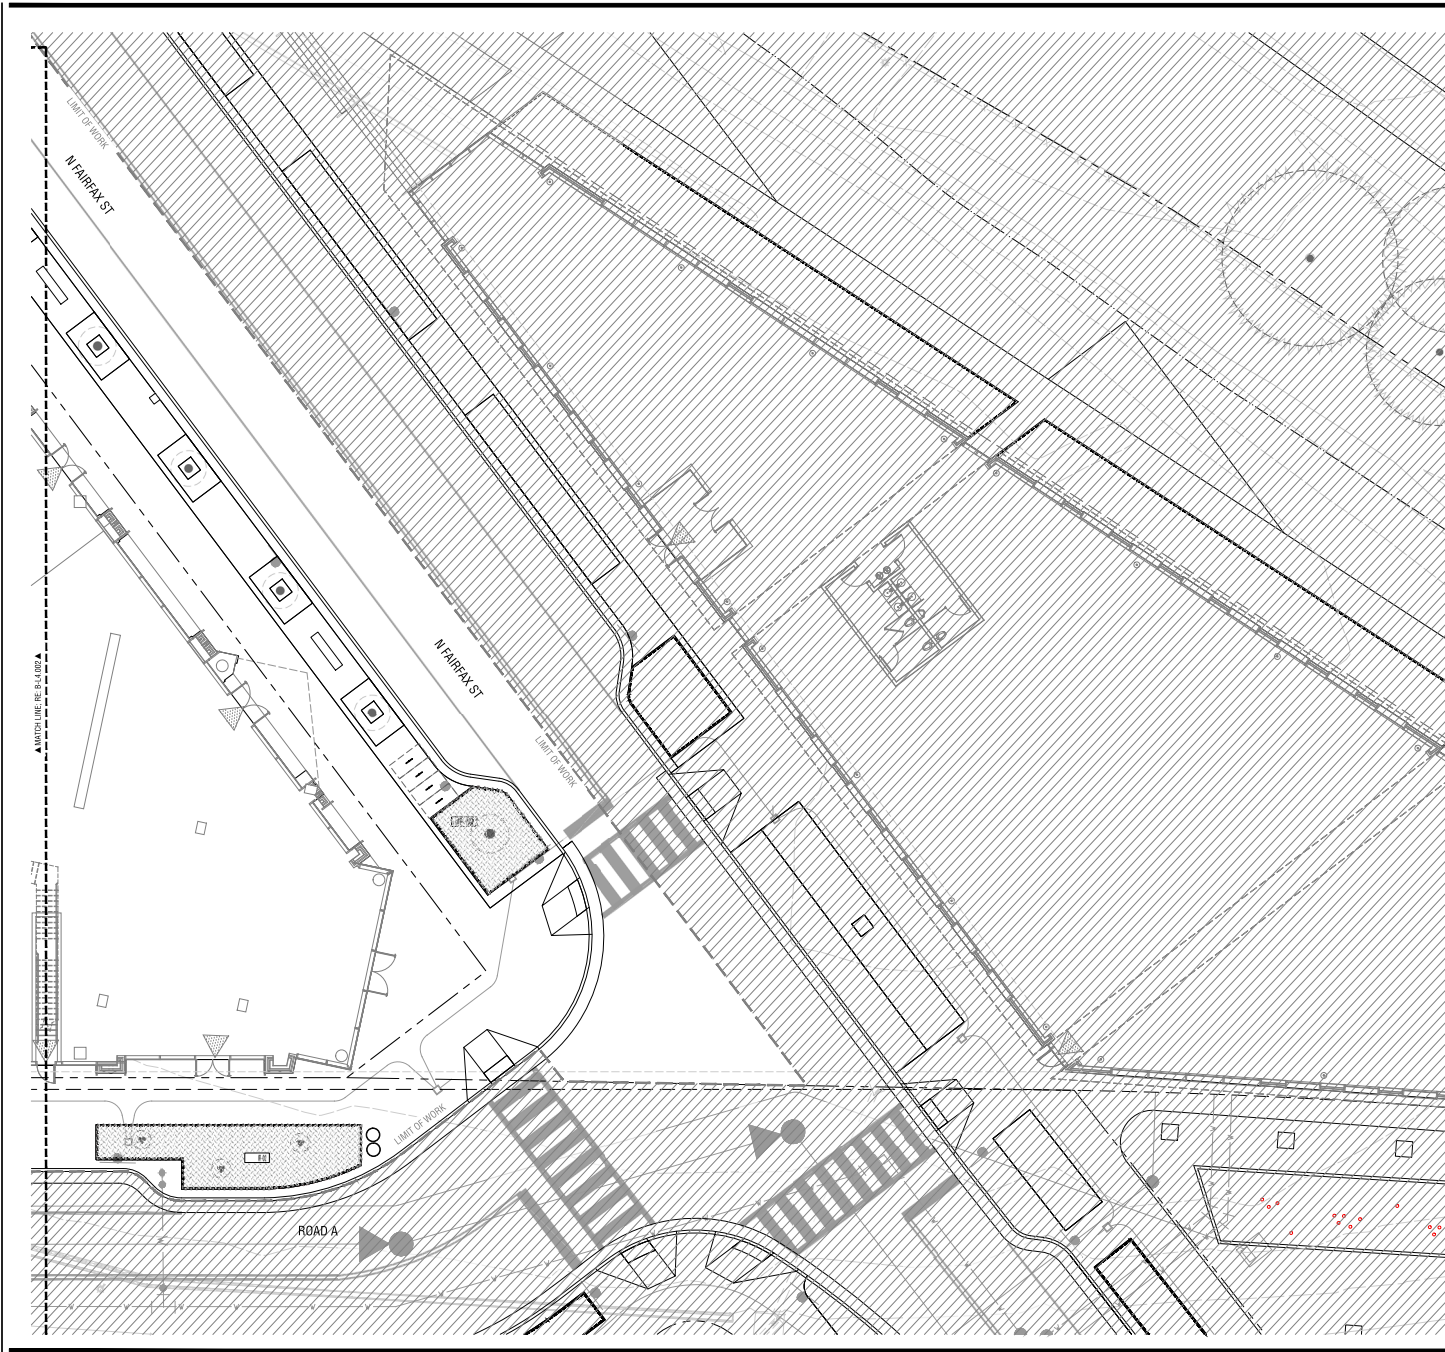 LIMIT OF WORK
N FAIRFAX ST
N FAIRFAX ST
▲ MATCH LINE; RE: B-L4.002 ▲
LIMIT OF WORK
LIMIT OF WORK
ROAD A